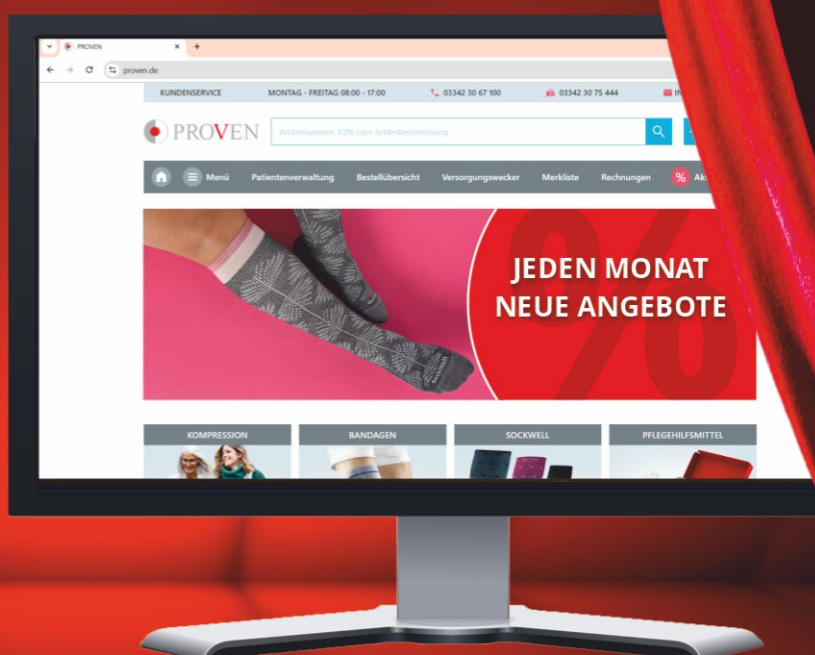 PROVEN
proven.de
KUNDENSERVICE MONTAG - FREITAG 08:00 - 17:00 03342 30 67 100 03342 30 75 444
PROVEN Artikelnummer, PZN oder Artikelbeschreibung
Menü Patientenverwaltung Bestellübersicht Versorgungswecker Merkliste Rechnungen %
%
JEDEN MONAT
NEUE ANGEBOTE
KOMPRESSION BANDAGEN SOCKWELL PFLEGEHILFSMITTEL